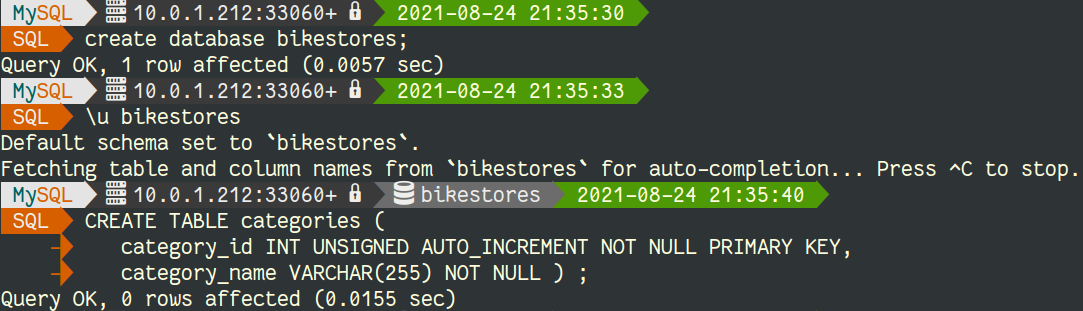 MySQL 10.0.1.212:33060+ 2021-08-24 21:35:30
SQL create database bikestores;
Query OK, 1 row affected (0.0057 sec)
MySQL 10.0.1.212:33060+ 2021-08-24 21:35:33
SQL \u bikestores
Default schema set to `bikestores`.
Fetching table and column names from `bikestores` for auto-completion... Press ^C to stop.
MySQL 10.0.1.212:33060+ bikestores 2021-08-24 21:35:40
SQL CREATE TABLE categories (
category_id INT UNSIGNED AUTO_INCREMENT NOT NULL PRIMARY KEY,
category_name VARCHAR(255) NOT NULL ) ;
Query OK, 0 rows affected (0.0155 sec)